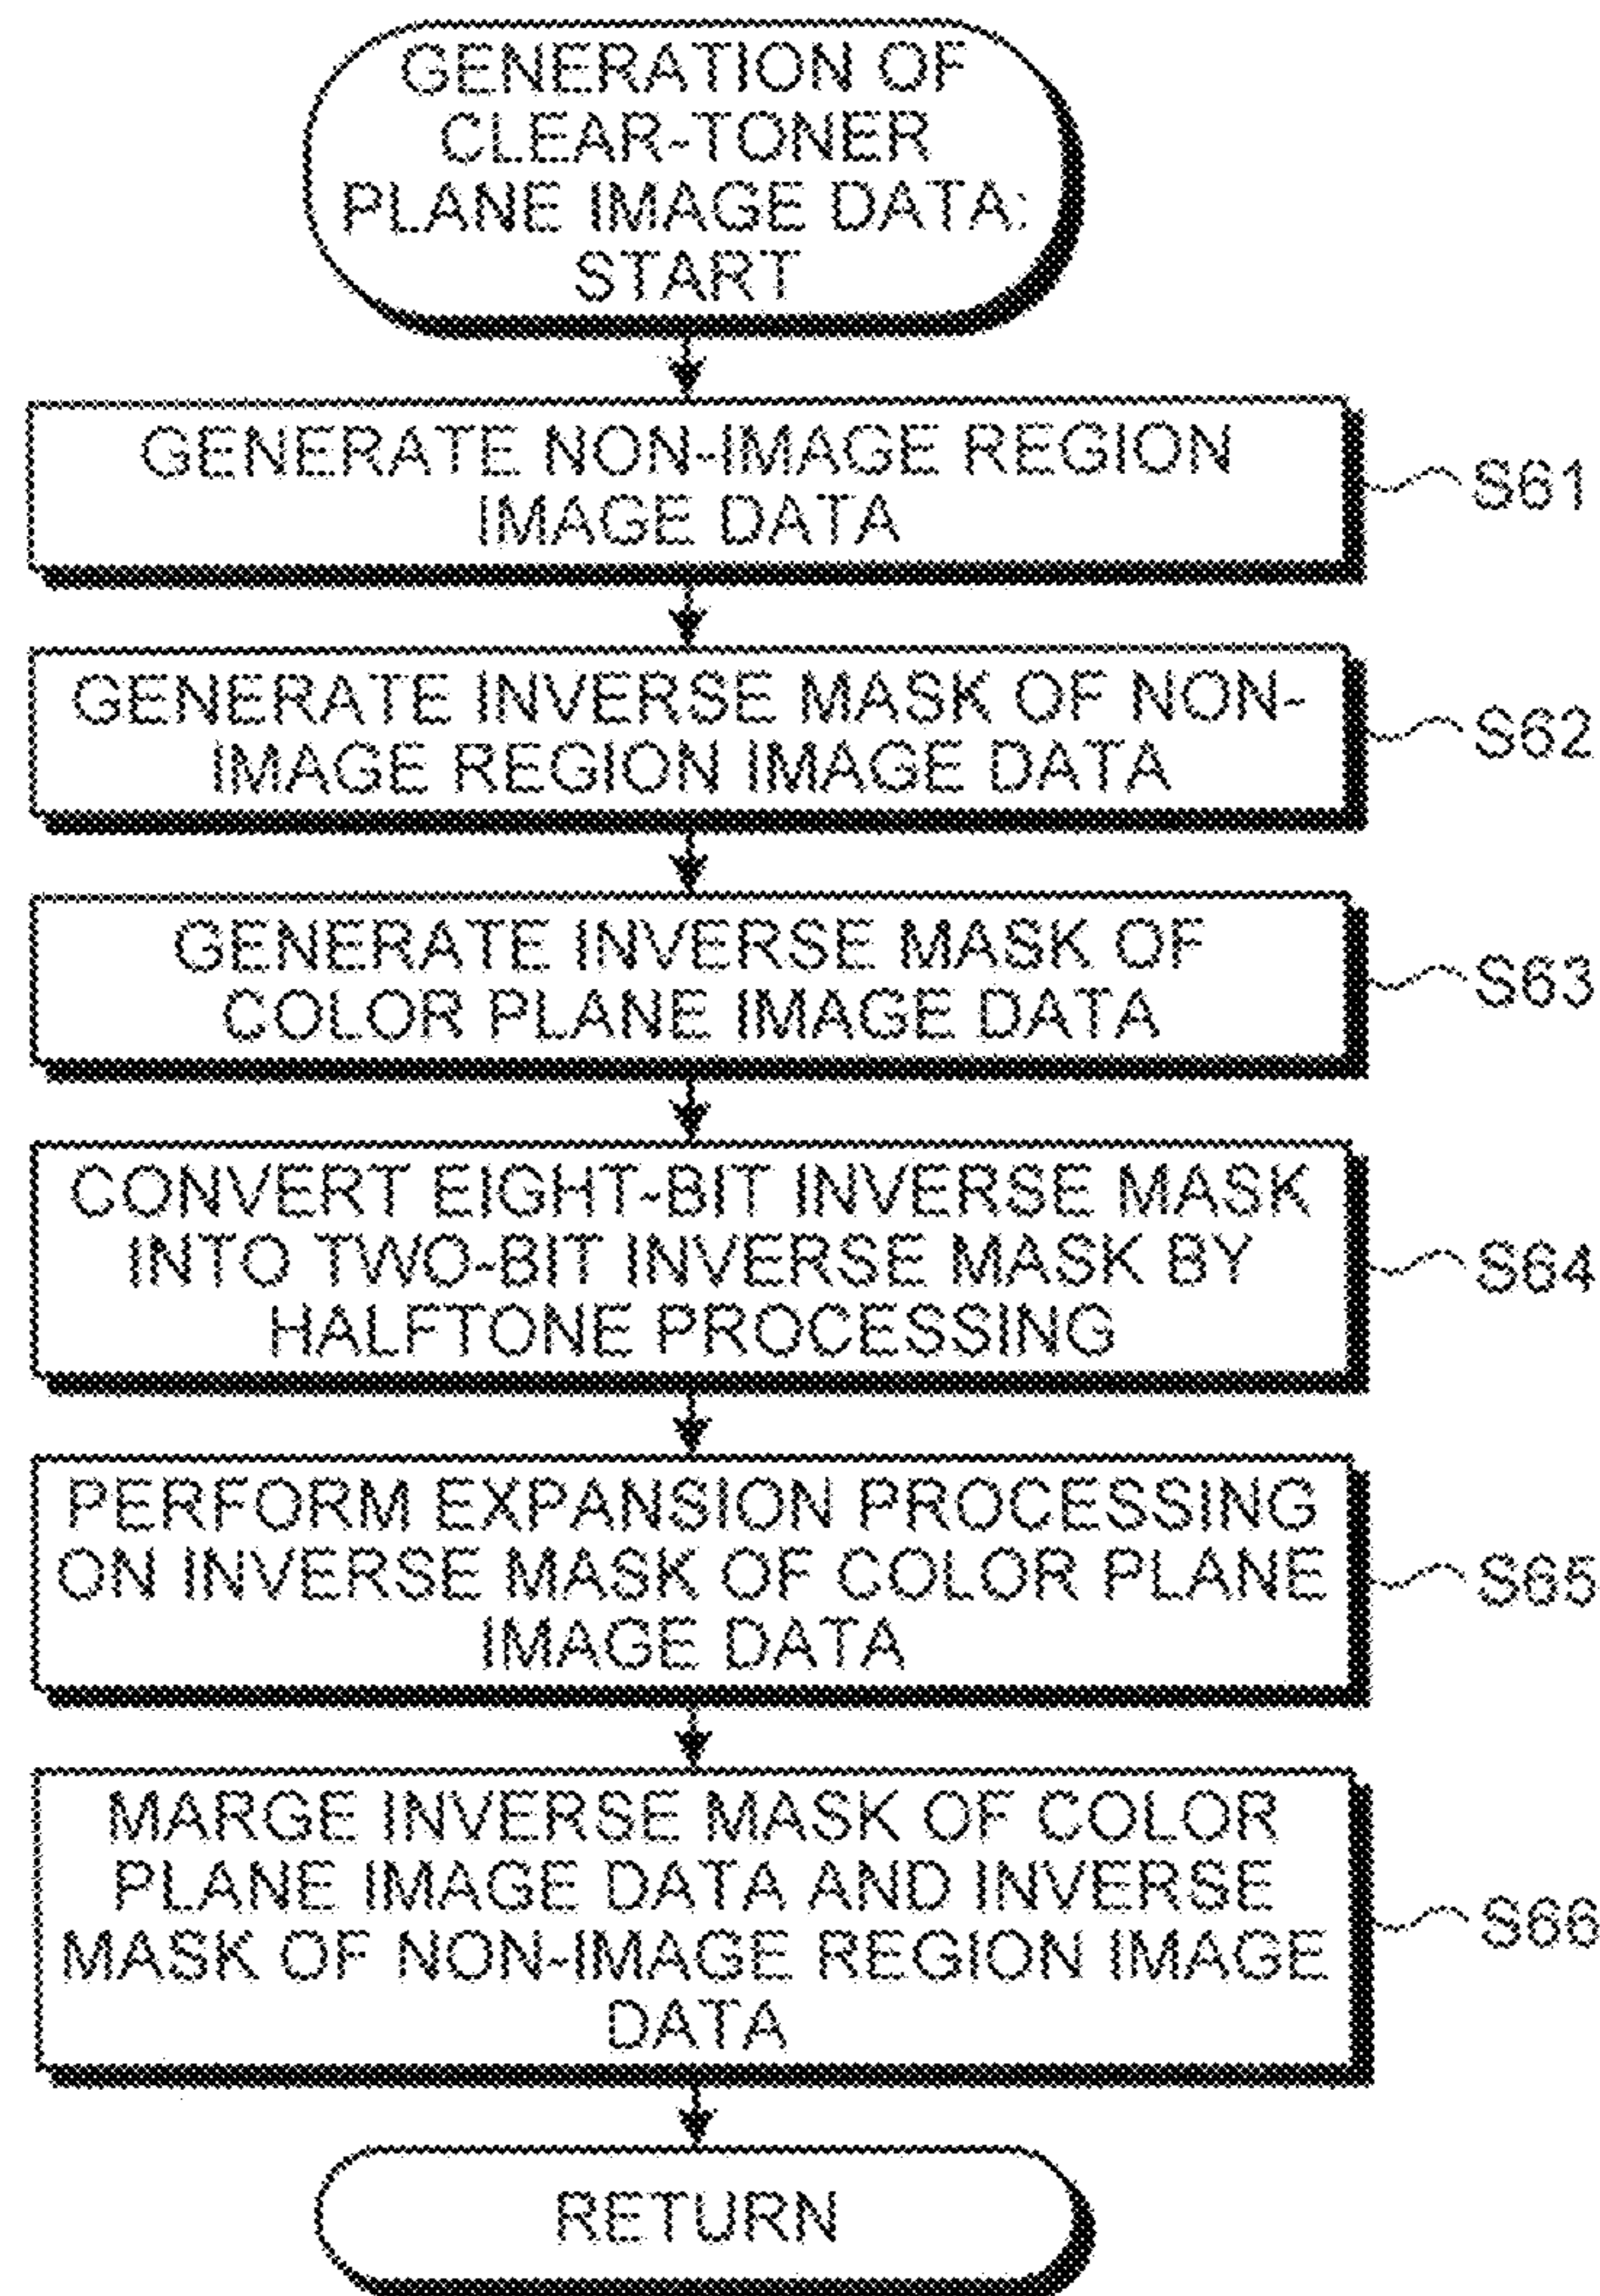 GENERATION OF
CLEAR-TONER
PLANE IMAGE DATA:
START
GENERATE NON-IMAGE REGION
IMAGE DATA
S61
GENERATE INVERSE MASK OF NON-
IMAGE REGION IMAGE DATA
S62
GENERATE INVERSE MASK OF
COLOR PLANE IMAGE DATA
S63
CONVERT EIGHT-BIT INVERSE MASK
INTO TWO-BIT INVERSE MASK BY
HALFTONE PROCESSING
S64
PERFORM EXPANSION PROCESSING
ON INVERSE MASK OF COLOR PLANE
IMAGE DATA
S65
MARGE INVERSE MASK OF COLOR
PLANE IMAGE DATA AND INVERSE
MASK OF NON-IMAGE REGION IMAGE
DATA
S66
RETURN